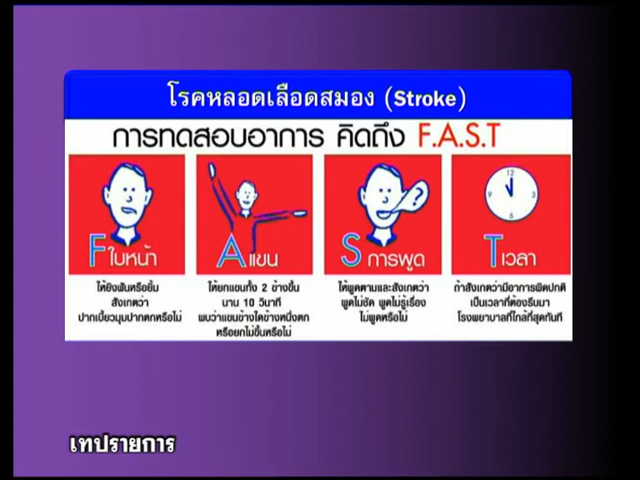 โรคหลอดเลือดสมอง (Stroke)
การทดสอบอาการ คิดถึง F.A.S.T
F ใบหน้า
ให้ยิงฟันหรือยิ้ม
สังเกตว่า
ปากเบี้ยวมุมปากตกหรือไม่
A แขน
ให้ยกแขนทั้ง 2 ข้างขึ้น
นาน 10 วินาที
พบว่าแขนข้างใดข้างหนึ่งตก
หรือยกไม่ขึ้นหรือไม่
?
S การพูด
ให้พูดตามและสังเกตว่า
พูดไม่ชัด พูดไม่รู้เรื่อง
ไม่พูดหรือไม่
12
9 3
6
T เวลา
ถ้าสังเกตว่ามีอาการผิดปกติ
เป็นเวลาที่ต้องรีบมา
โรงพยาบาลที่ใกล้ที่สุดทันที
เทปรายการ